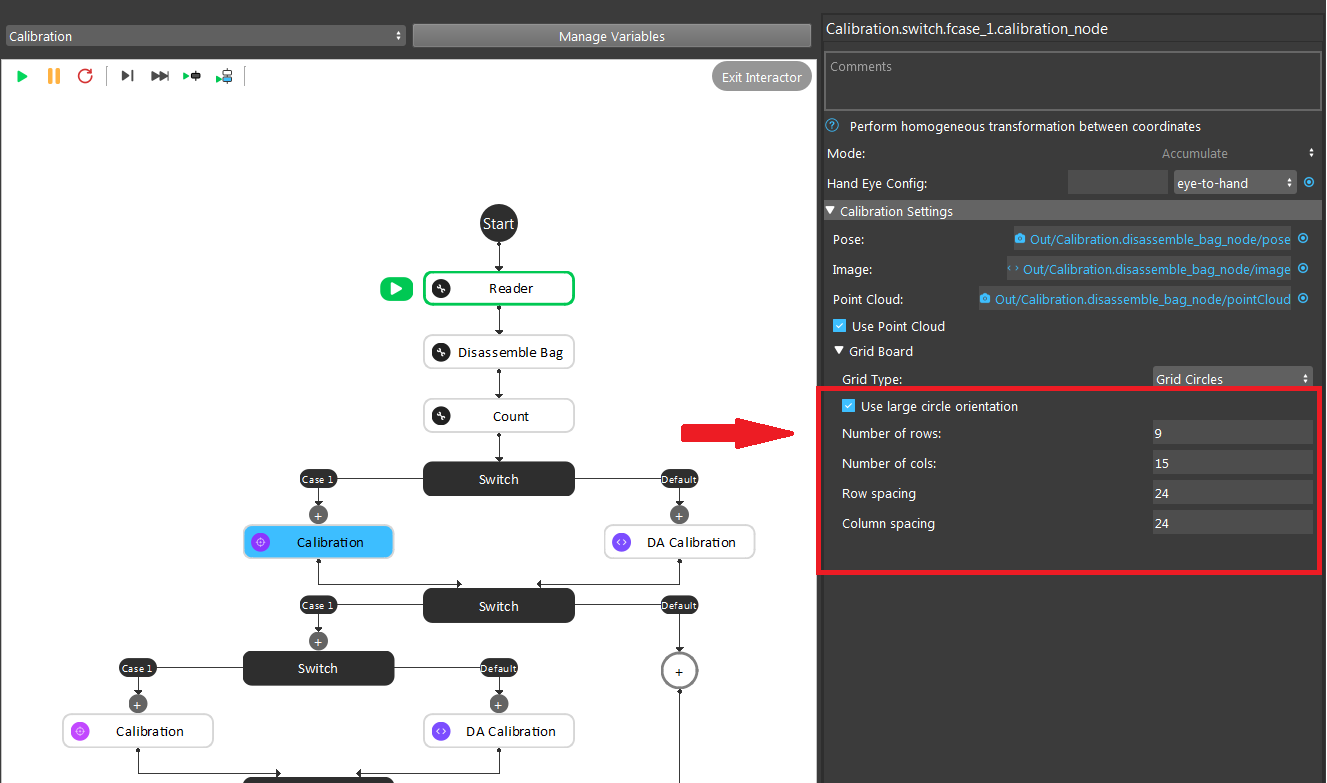 Calibration
Manage Variables
Calibration.switch.fcase_1.calibration_node
Exit Interactor
Comments
Perform homogeneous transformation between coordinates
Mode: Accumulate
Hand Eye Config: eye-to-hand
Calibration Settings
Pose: Out/Calibration.disassemble_bag_node/pose
Image: Out/Calibration.disassemble_bag_node/image
Point Cloud: Out/Calibration.disassemble_bag_node/pointCloud
Use Point Cloud
Grid Board
Grid Type: Grid Circles
Use large circle orientation
Number of rows: 9
Number of cols: 15
Row spacing 24
Column spacing 24
Start
Reader
Disassemble Bag
Count
Case 1 Switch Default
Calibration DA Calibration
Case 1 Switch Default
Case 1 Switch Default
Calibration DA Calibration